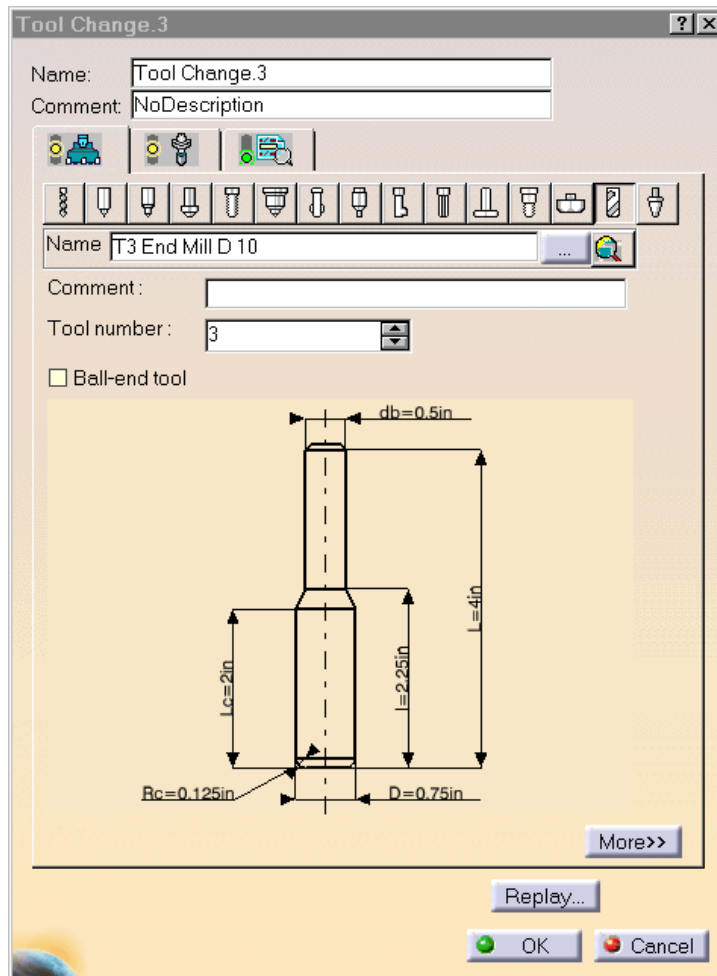 Tool Change.3
Name: Tool Change.3
Comment: NoDescription
Name T3 End Mill D 10 ...
Comment :
Tool number : 3
Ball-end tool
db=0.5in
L=4in
l=2.25in
Lc=2in
Rc=0.125in
D=0.75in
More>>
Replay...
OK Cancel